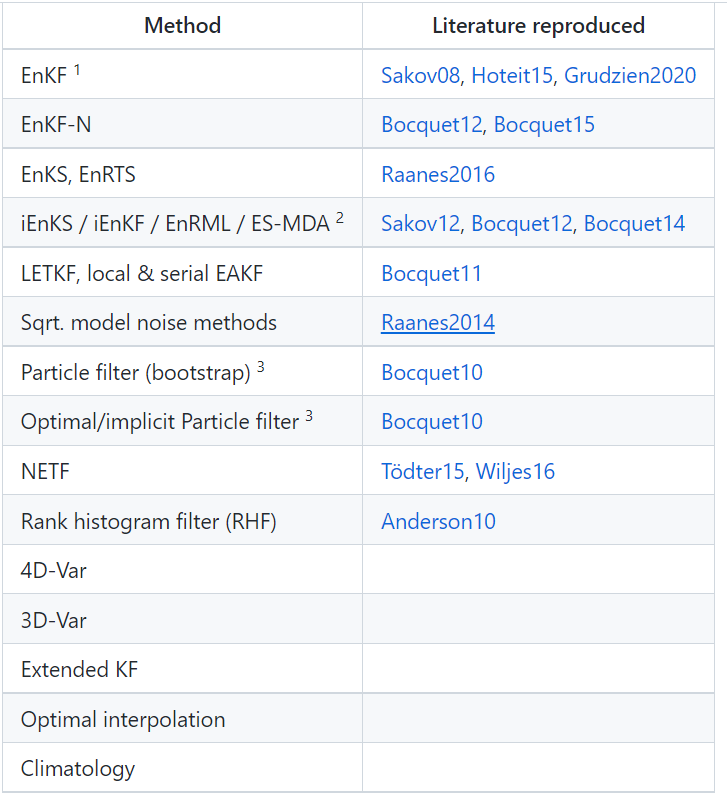 Method Literature reproduced
EnKF 1 Sakov08, Hoteit15, Grudzien2020
EnKF-N Bocquet12, Bocquet15
EnKS, EnRTS Raanes2016
iEnKS / iEnKF / EnRML / ES-MDA 2 Sakov12, Bocquet12, Bocquet14
LETKF, local & serial EAKF Bocquet11
Sqrt. model noise methods Raanes2014
Particle filter (bootstrap) 3 Bocquet10
Optimal/implicit Particle filter 3 Bocquet10
NETF Tödter15, Wiljes16
Rank histogram filter (RHF) Anderson10
4D-Var
3D-Var
Extended KF
Optimal interpolation
Climatology